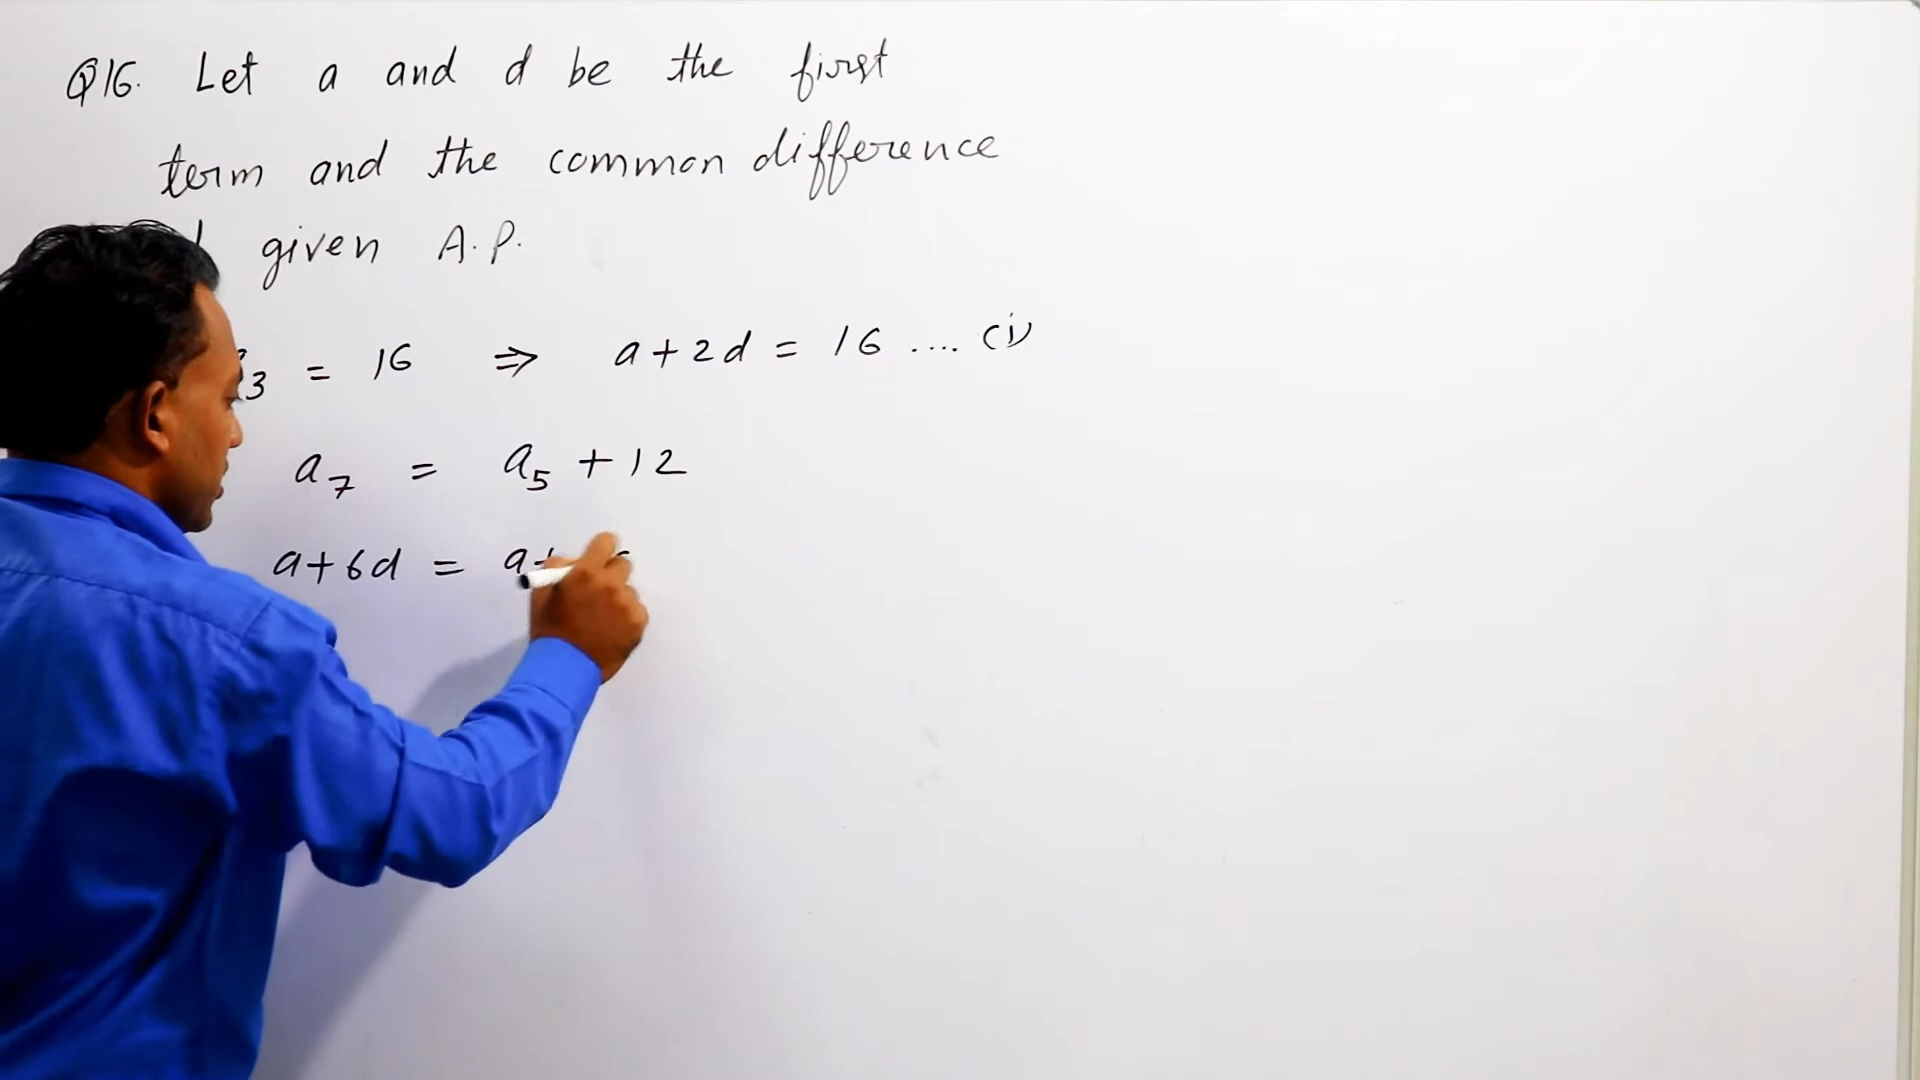 Q16. Let a and d be the first
term and the common difference
given A.P.
3 = 16 ⇒ a + 2d = 16 .... (i)
a₇ = a₅ + 12
a + 6d = a +